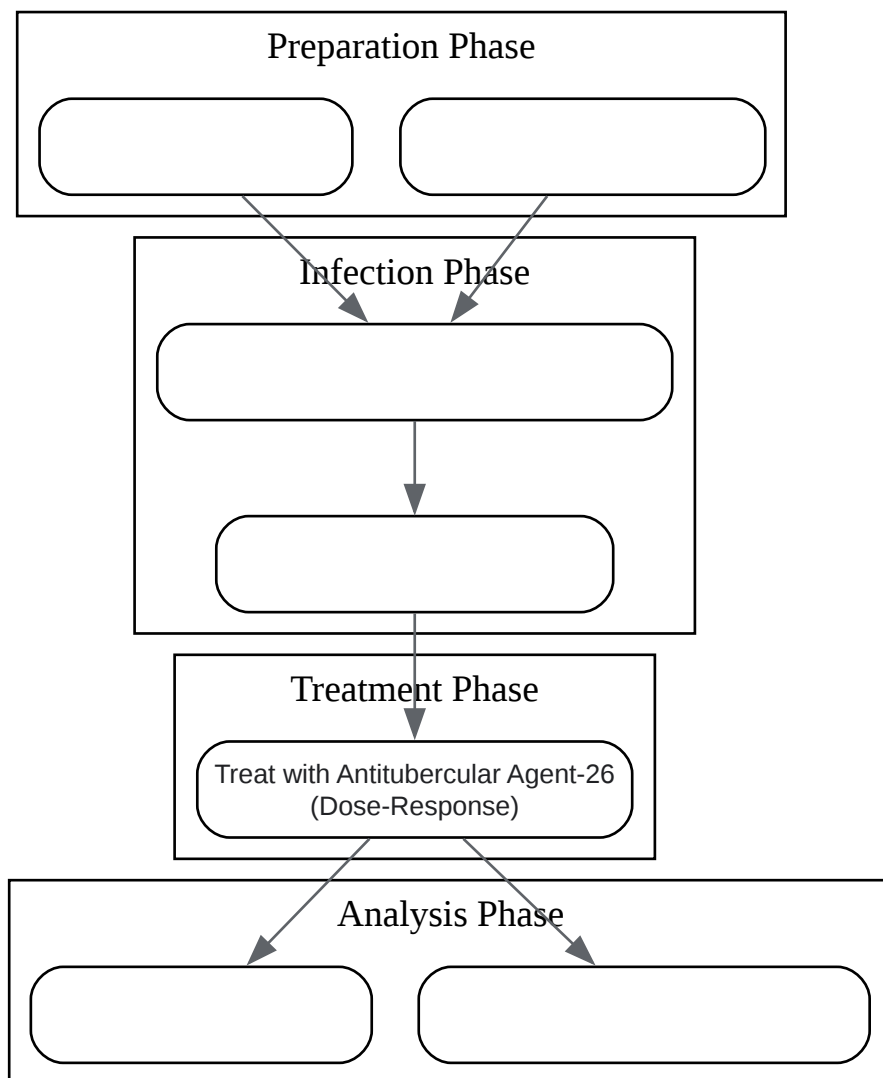 Preparation Phase
Infection Phase
Treatment Phase
Treat with Antitubercular Agent-26
(Dose-Response)
Analysis Phase